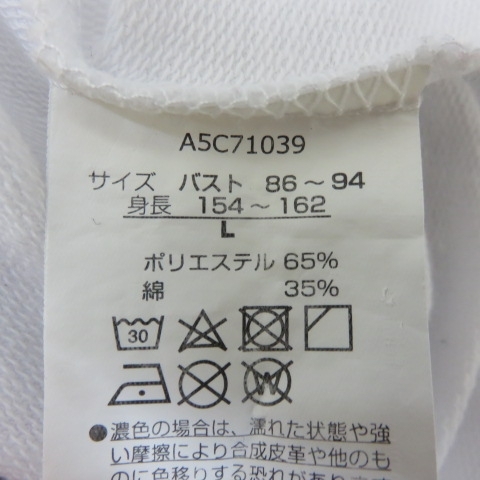 A5C71039
サイズ バスト 86～94
身長 154～162
L
ポリエステル 65%
綿 35%
30
W
●濃色の場合は、濡れた状態や強
い摩擦により合成皮革や他のも
のに色移りする恐れがあります